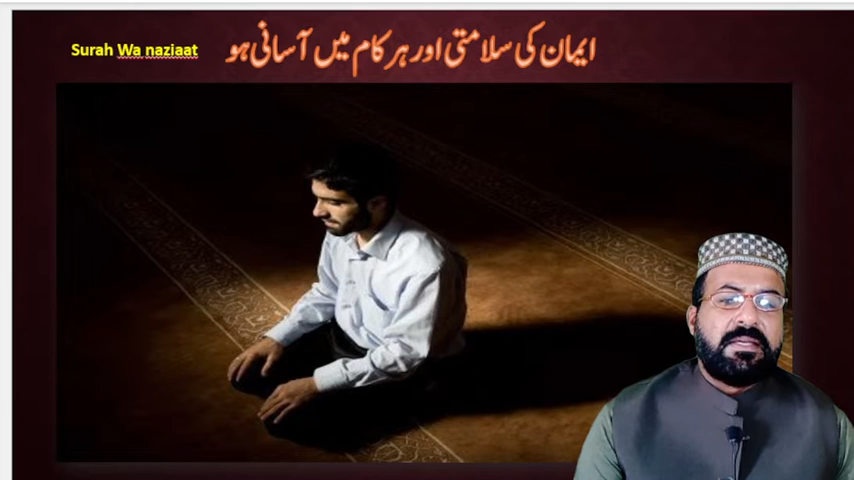 Surah Wa naziaat
ایمان کی سلامتی اور ہر کام میں آسانی ہو